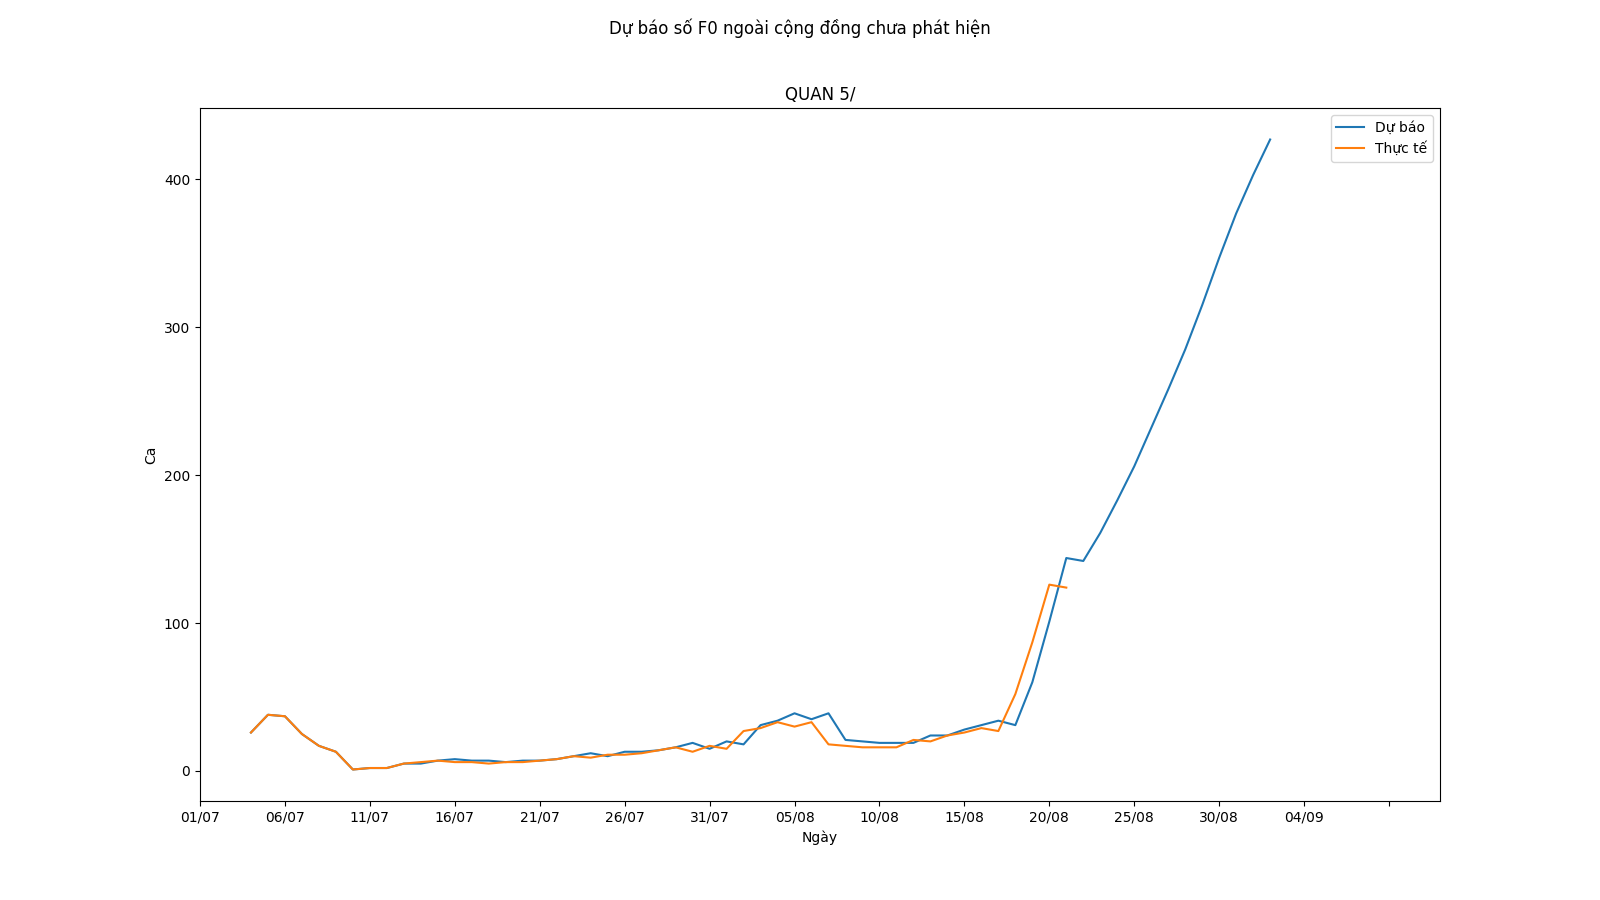 Dự báo số F0 ngoài cộng đồng chưa phát hiện
QUAN 5/
Dự báo
Thực tế
400
300
200
100
0
Ca
01/07 06/07 11/07 16/07 21/07 26/07 31/07 05/08 10/08 15/08 20/08 25/08 30/08 04/09
Ngày